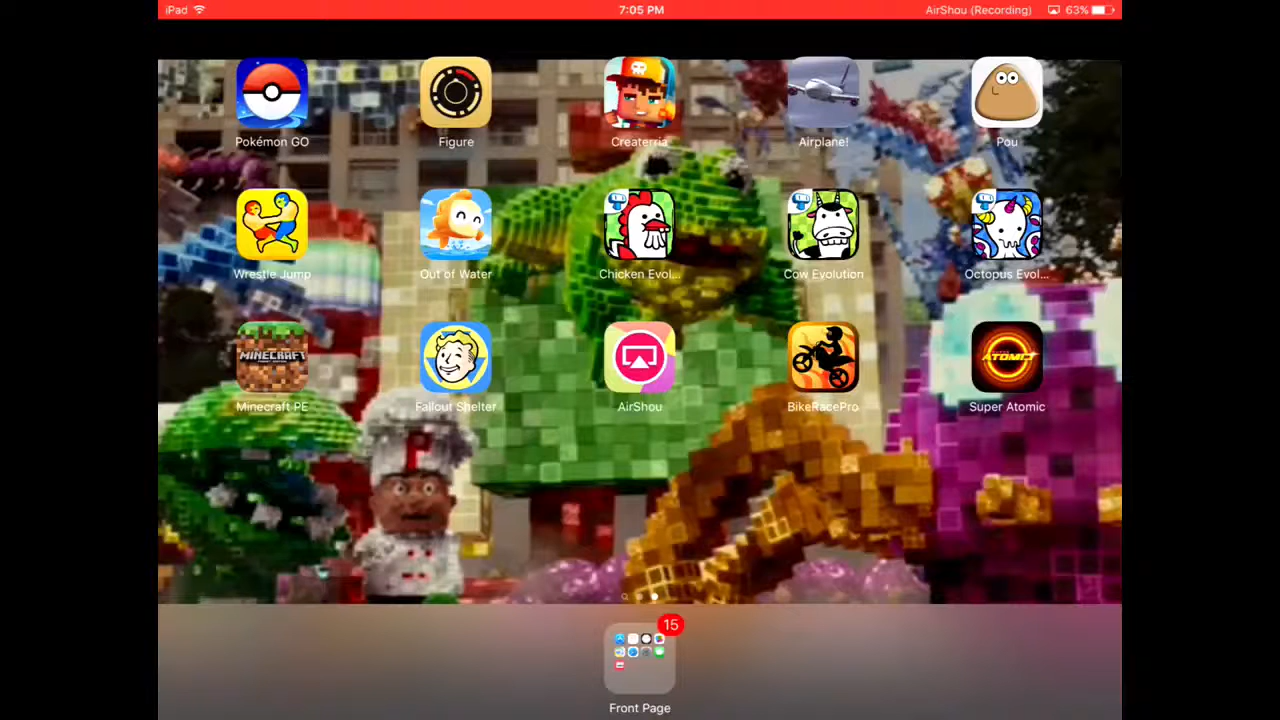 iPad 7:05 PM AirShou (Recording) 63%
Pokémon GO Figure Createrria Airplane! Pou
Wrestle Jump Out of Water Chicken Evol... Cow Evolution Octopus Evol...
MINECRAFT ATOMIC
Minecraft PE Fallout Shelter AirShou BikeRacePro Super Atomic
15
Front Page